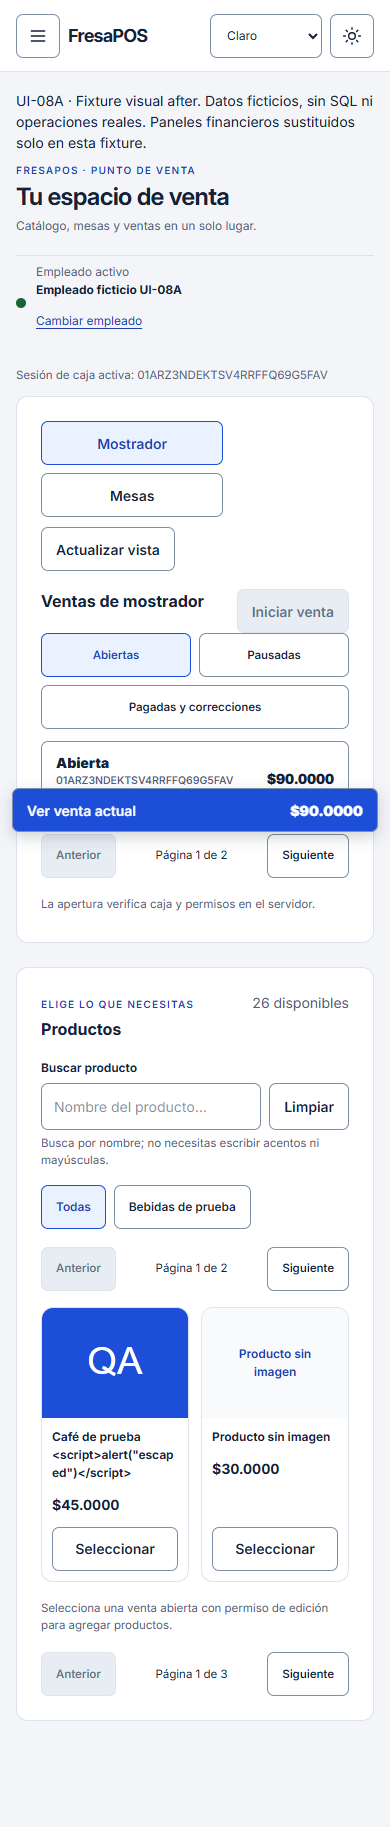 FresaPOS
Claro
UI-08A · Fixture visual after. Datos ficticios, sin SQL ni
operaciones reales. Paneles financieros sustituidos
solo en esta fixture.
FRESAPOS · PUNTO DE VENTA
Tu espacio de venta
Catálogo, mesas y ventas en un solo lugar.
Empleado activo
Empleado ficticio UI-08A
Cambiar empleado
Sesión de caja activa: 01ARZ3NDEKTSV4RRFFQ69G5FAV
Mostrador
Mesas
Actualizar vista
Ventas de mostrador
Iniciar venta
Abiertas
Pausadas
Pagadas y correcciones
Abierta
01ARZ3NDEKTSV4RRFFQ69G5FAV
$90.0000
Ver venta actual
$90.0000
Anterior
Página 1 de 2
Siguiente
La apertura verifica caja y permisos en el servidor.
ELIGE LO QUE NECESITAS
26 disponibles
Productos
Buscar producto
Nombre del producto...
Limpiar
Busca por nombre; no necesitas escribir acentos ni
mayúsculas.
Todas
Bebidas de prueba
Anterior
Página 1 de 2
Siguiente
QA
Café de prueba
<script>alert("escap
ed")</script>
$45.0000
Seleccionar
Producto sin
imagen
Producto sin imagen
$30.0000
Seleccionar
Selecciona una venta abierta con permiso de edición
para agregar productos.
Anterior
Página 1 de 3
Siguiente